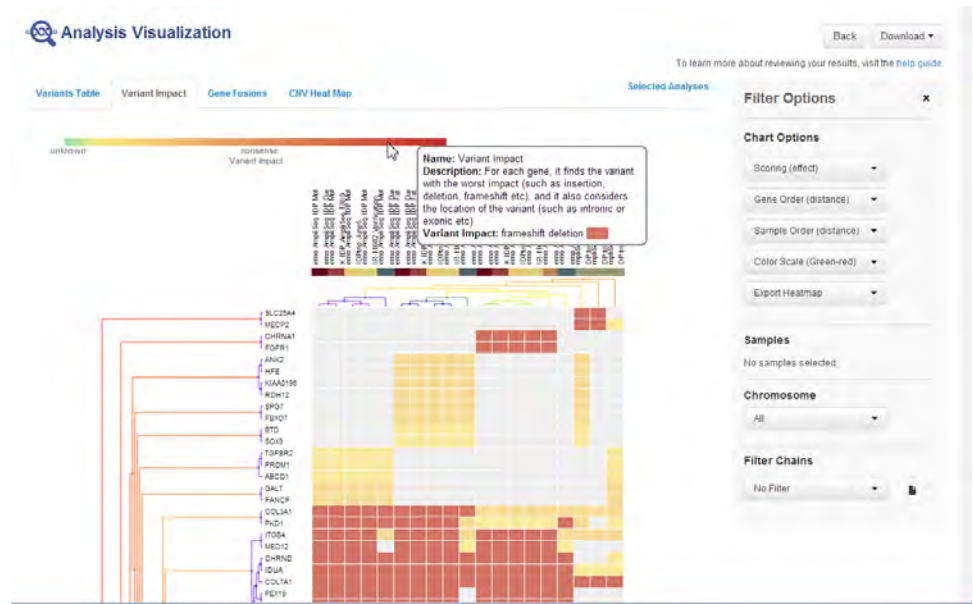 Analysis Visualization
Back
Download
To learn more about reviewing your results, visit the help guide.
Variants Table
Variant Impact
Gene Fusions
CNV Heat Map
Selected Analyses
unknown
nonsense
Variant Impact
Name: Variant Impact
Description: For each gene, it finds the variant
with the worst impact (such as insertion,
deletion, frameshift etc), and it also considers
the location of the variant (such as intronic or
exonic etc)
Variant Impact: frameshift deletion
SLC25A4
MECP2
CHRNA1
FGFR1
ANK2
HFE
KIAA0196
RDH12
SPG7
FBXO7
BTD
SOX9
TGFBR2
PROM1
ABCD1
GALT
FANCF
COL3A1
PKD1
ITGB4
MED12
CHRND
IDUA
COL7A1
PEX19
Filter Options
x
Chart Options
Scoring (effect)
Gene Order (distance)
Sample Order (distance)
Color Scale (Green-red)
Export Heatmap
Samples
No samples selected.
Chromosome
All
Filter Chains
No Filter